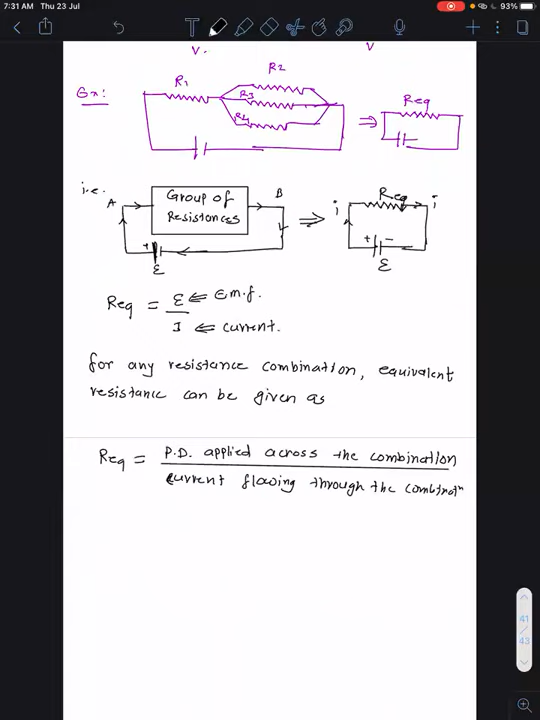 7:31 AM Thu 23 Jul
93%
V.
V
Ex:
R1
R2
R3
R4
⇒
Req
i.e.
A
Group of
Resistances
B
⇒
i
Req
i
+
ε
+ -
ε
Req = ε ⇐ e.m.f.
I ⇐ current.
for any resistance combination, equivalent
resistance can be given as
Req = P.D. applied across the combination
current flowing through the combinatn
41
43